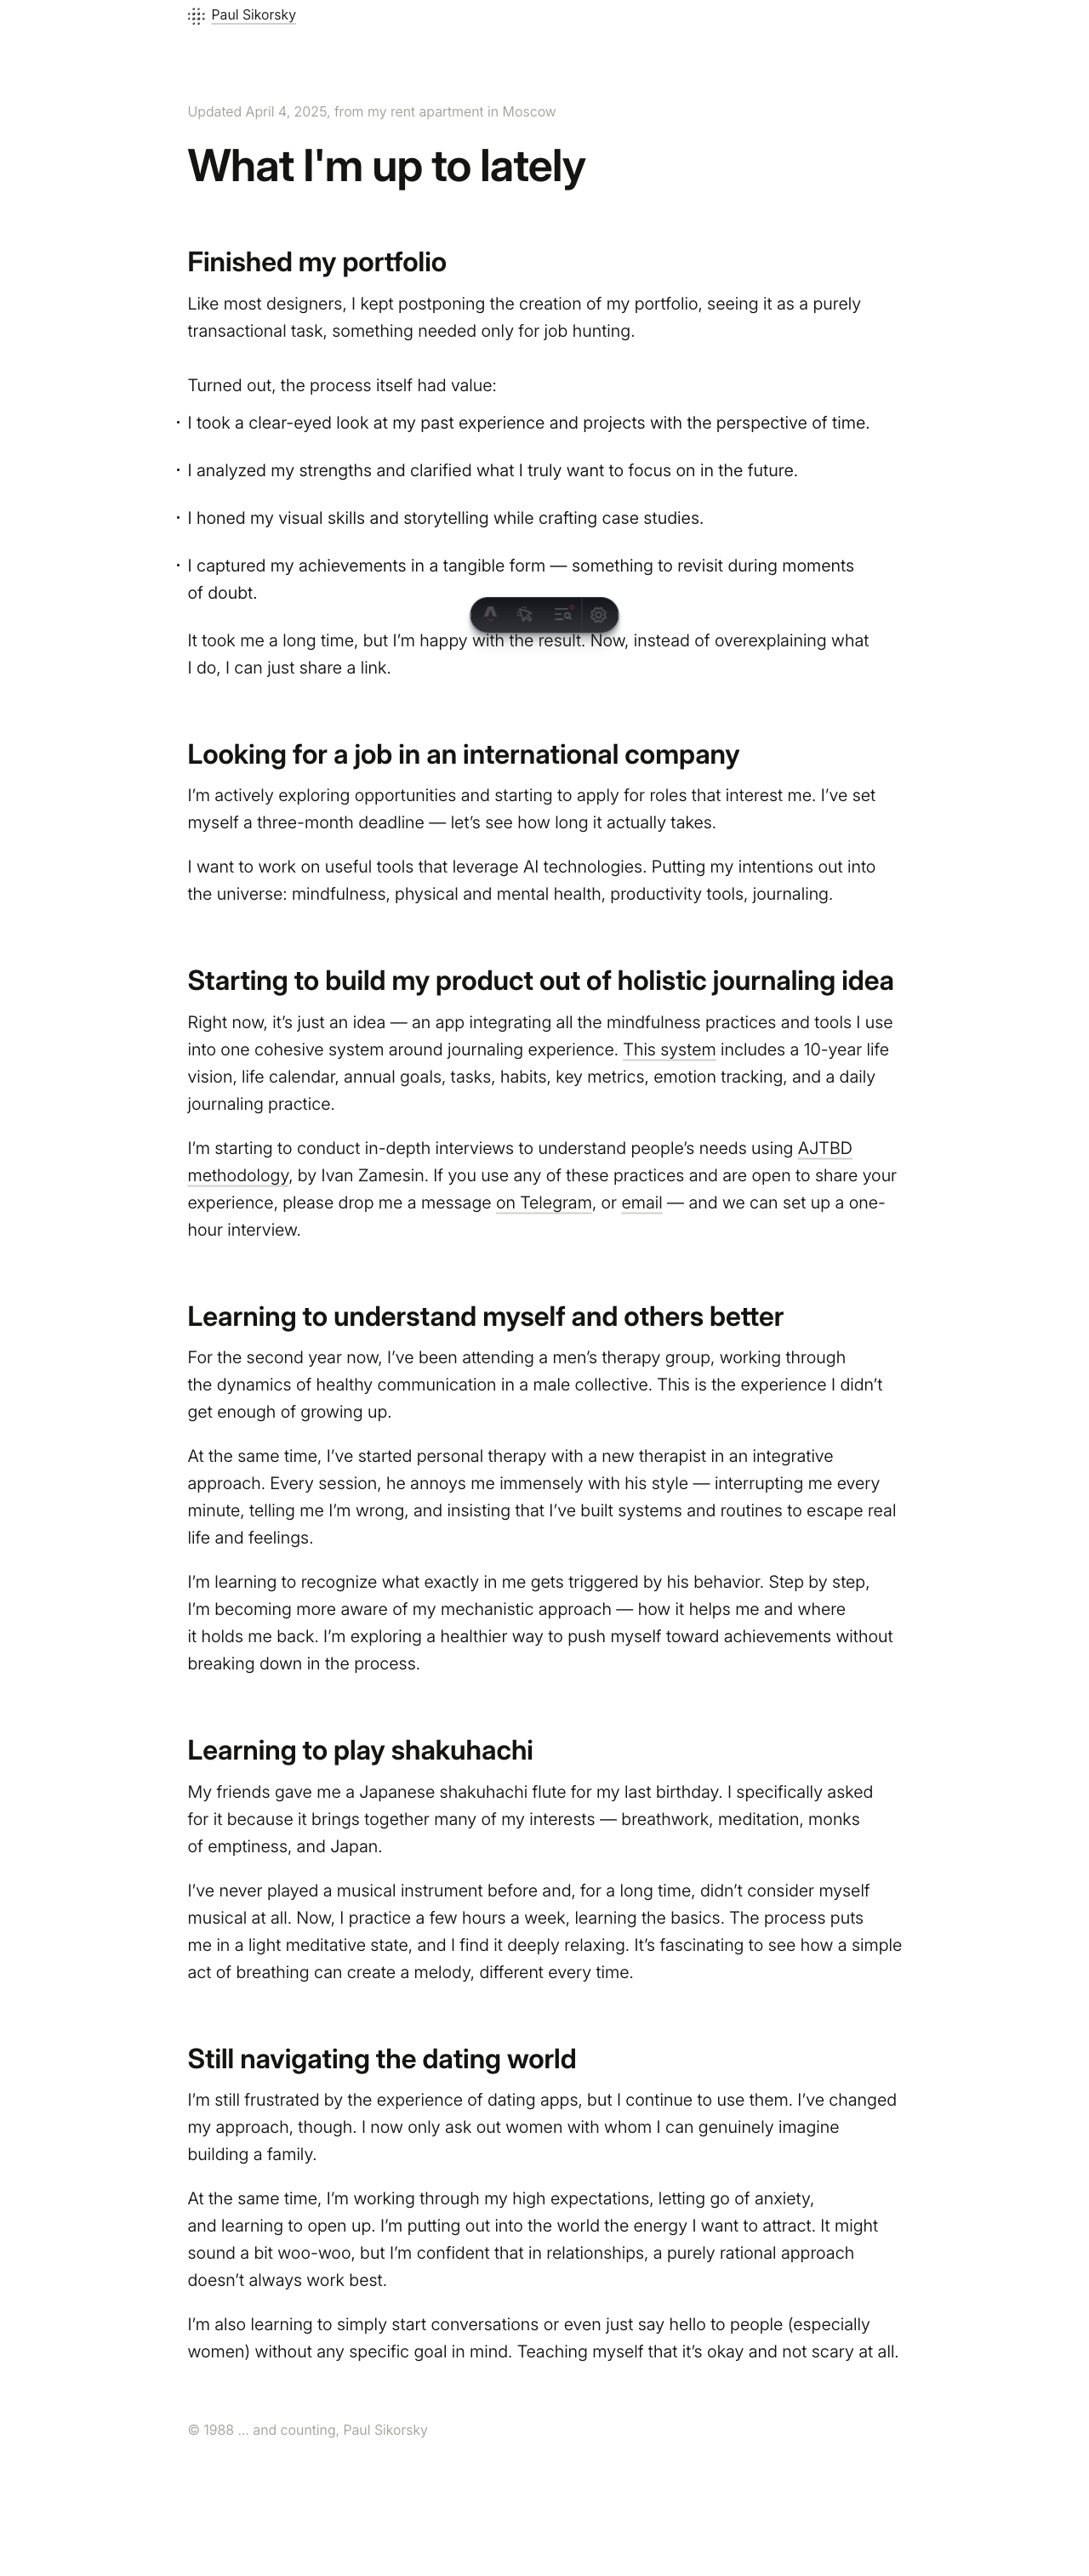 Paul Sikorsky
Updated April 4, 2025, from my rent apartment in Moscow
What I'm up to lately
Finished my portfolio
Like most designers, I kept postponing the creation of my portfolio, seeing it as a purely
transactional task, something needed only for job hunting.
Turned out, the process itself had value:
· I took a clear-eyed look at my past experience and projects with the perspective of time.
· I analyzed my strengths and clarified what I truly want to focus on in the future.
· I honed my visual skills and storytelling while crafting case studies.
· I captured my achievements in a tangible form — something to revisit during moments
of doubt.
It took me a long time, but I’m happy with the result. Now, instead of overexplaining what
I do, I can just share a link.
Looking for a job in an international company
I’m actively exploring opportunities and starting to apply for roles that interest me. I’ve set
myself a three-month deadline — let’s see how long it actually takes.
I want to work on useful tools that leverage AI technologies. Putting my intentions out into
the universe: mindfulness, physical and mental health, productivity tools, journaling.
Starting to build my product out of holistic journaling idea
Right now, it’s just an idea — an app integrating all the mindfulness practices and tools I use
into one cohesive system around journaling experience. This system includes a 10-year life
vision, life calendar, annual goals, tasks, habits, key metrics, emotion tracking, and a daily
journaling practice.
I’m starting to conduct in-depth interviews to understand people’s needs using AJTBD
methodology, by Ivan Zamesin. If you use any of these practices and are open to share your
experience, please drop me a message on Telegram, or email — and we can set up a one-
hour interview.
Learning to understand myself and others better
For the second year now, I’ve been attending a men’s therapy group, working through
the dynamics of healthy communication in a male collective. This is the experience I didn’t
get enough of growing up.
At the same time, I’ve started personal therapy with a new therapist in an integrative
approach. Every session, he annoys me immensely with his style — interrupting me every
minute, telling me I’m wrong, and insisting that I’ve built systems and routines to escape real
life and feelings.
I’m learning to recognize what exactly in me gets triggered by his behavior. Step by step,
I’m becoming more aware of my mechanistic approach — how it helps me and where
it holds me back. I’m exploring a healthier way to push myself toward achievements without
breaking down in the process.
Learning to play shakuhachi
My friends gave me a Japanese shakuhachi flute for my last birthday. I specifically asked
for it because it brings together many of my interests — breathwork, meditation, monks
of emptiness, and Japan.
I’ve never played a musical instrument before and, for a long time, didn’t consider myself
musical at all. Now, I practice a few hours a week, learning the basics. The process puts
me in a light meditative state, and I find it deeply relaxing. It’s fascinating to see how a simple
act of breathing can create a melody, different every time.
Still navigating the dating world
I’m still frustrated by the experience of dating apps, but I continue to use them. I’ve changed
my approach, though. I now only ask out women with whom I can genuinely imagine
building a family.
At the same time, I’m working through my high expectations, letting go of anxiety,
and learning to open up. I’m putting out into the world the energy I want to attract. It might
sound a bit woo-woo, but I’m confident that in relationships, a purely rational approach
doesn’t always work best.
I’m also learning to simply start conversations or even just say hello to people (especially
women) without any specific goal in mind. Teaching myself that it’s okay and not scary at all.
© 1988 ... and counting, Paul Sikorsky